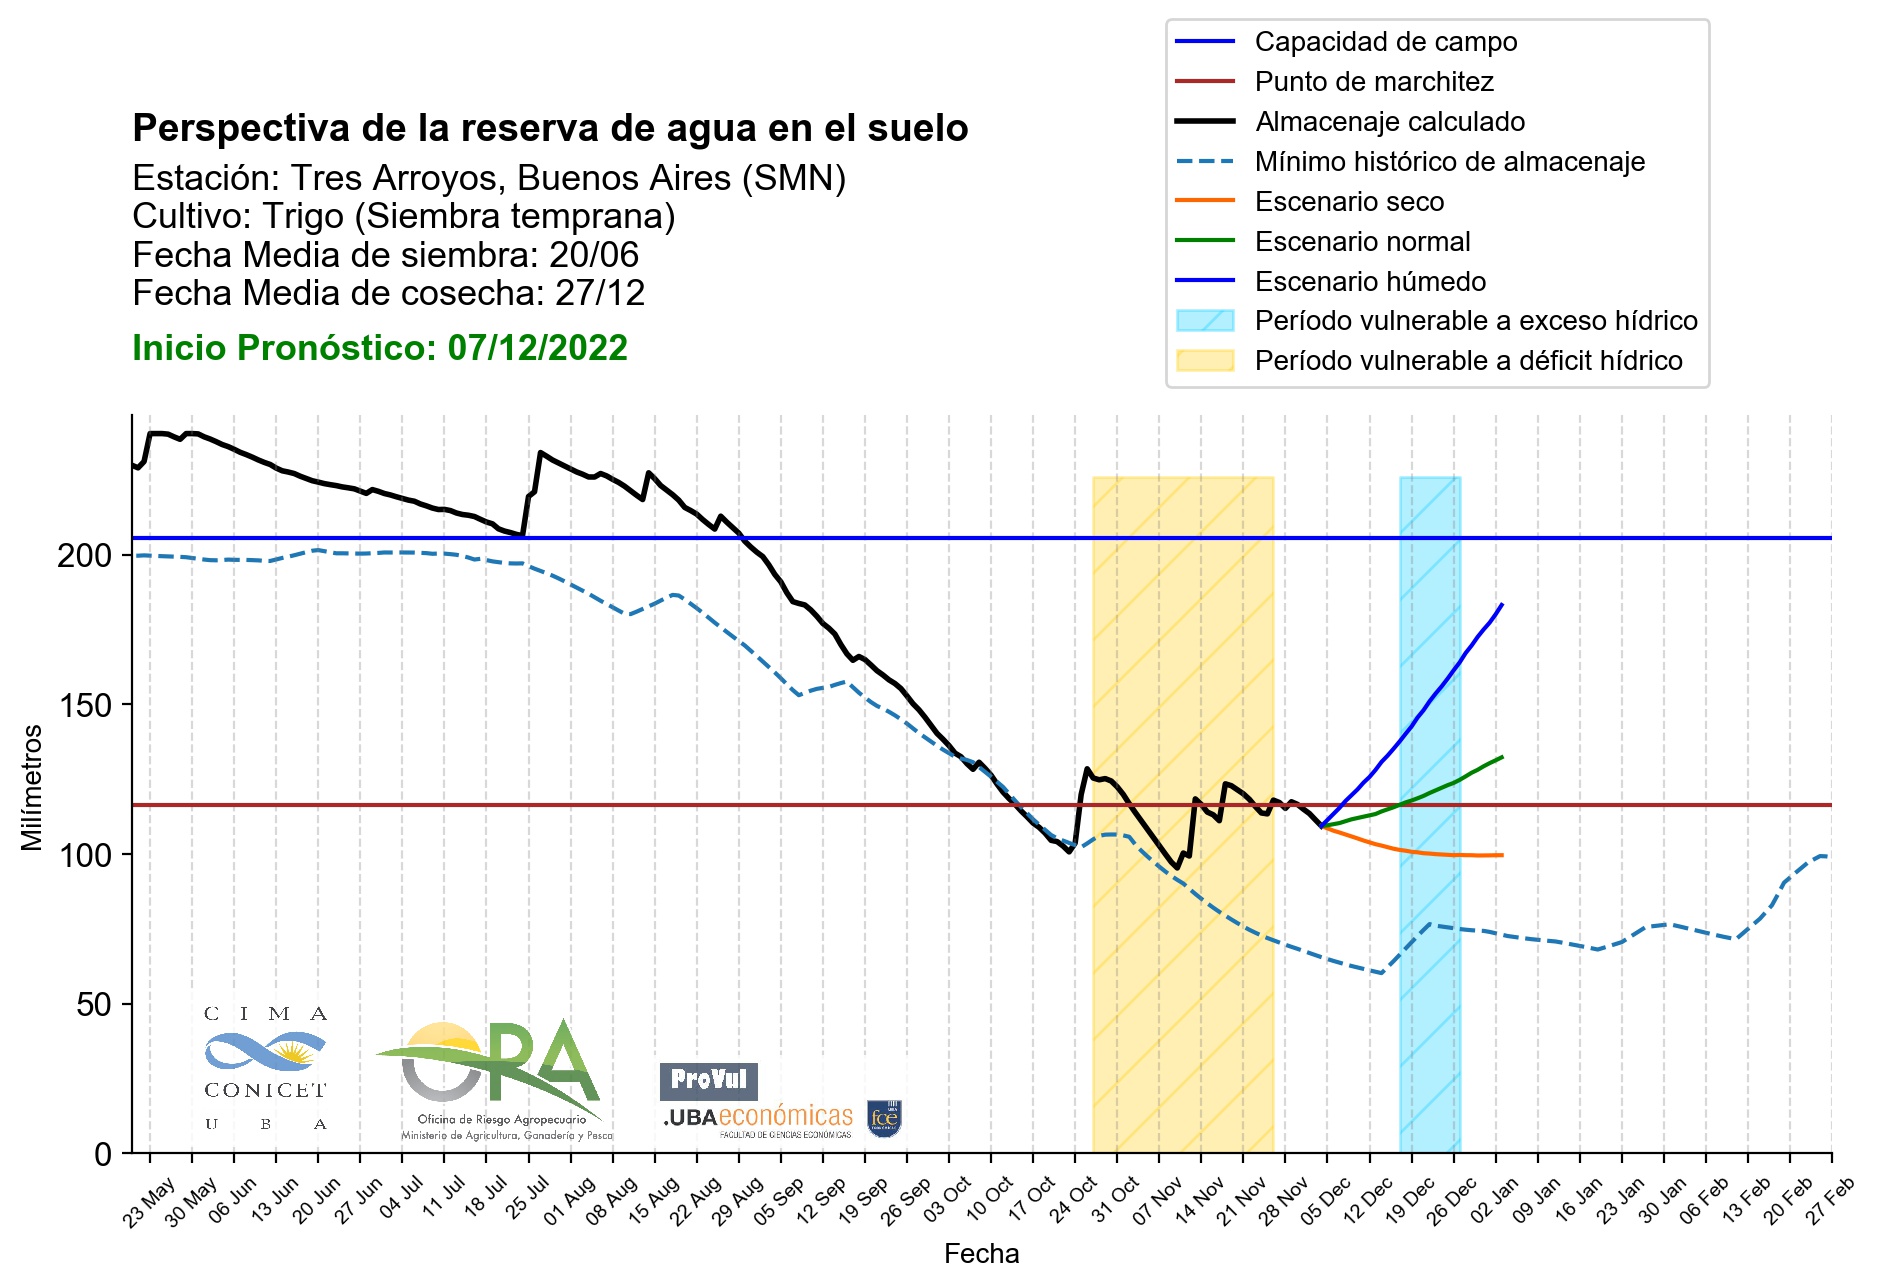 Capacidad de campo
Punto de marchitez
Almacenaje calculado
Mínimo histórico de almacenaje
Escenario seco
Escenario normal
Escenario húmedo
Período vulnerable a exceso hídrico
Período vulnerable a déficit hídrico
Perspectiva de la reserva de agua en el suelo
Estación: Tres Arroyos, Buenos Aires (SMN)
Cultivo: Trigo (Siembra temprana)
Fecha Media de siembra: 20/06
Fecha Media de cosecha: 27/12
Inicio Pronóstico: 07/12/2022
Milímetros
200
150
100
50
0
CIMA
CONICET
UBA
ORA
Oficina de Riesgo Agropecuario
Ministerio de Agricultura, Ganadería y Pesca
ProVul
.UBAeconómicas
FACULTAD DE CIENCIAS ECONÓMICAS
UBA
fce
ECONÓMICAS
23 May
30 May
06 Jun
13 Jun
20 Jun
27 Jun
04 Jul
11 Jul
18 Jul
25 Jul
01 Aug
08 Aug
15 Aug
22 Aug
29 Aug
05 Sep
12 Sep
19 Sep
26 Sep
03 Oct
10 Oct
17 Oct
24 Oct
31 Oct
07 Nov
14 Nov
21 Nov
28 Nov
05 Dec
12 Dec
19 Dec
26 Dec
02 Jan
09 Jan
16 Jan
23 Jan
30 Jan
06 Feb
13 Feb
20 Feb
27 Feb
Fecha